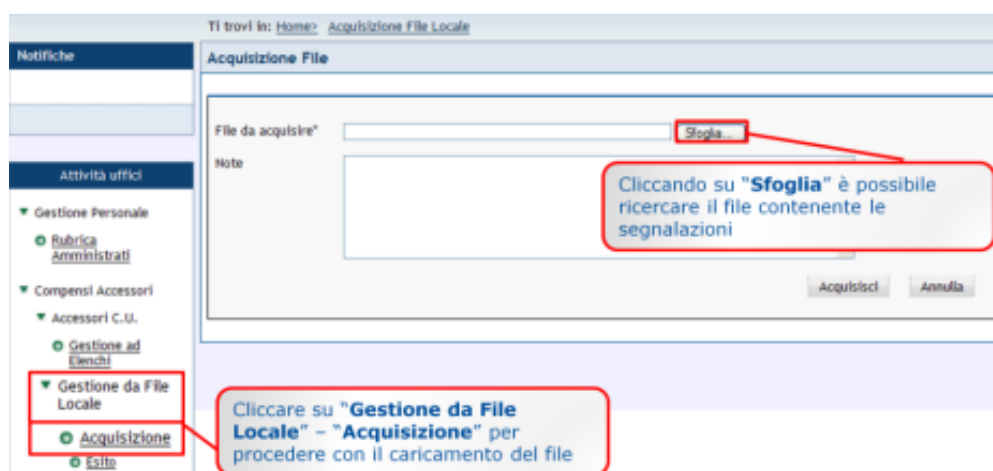 Ti trovi in: Home> Acquisizione File Locale
Notifiche
Acquisizione File
File da acquisire*
Sfoglia...
Note
Cliccando su "Sfoglia" è possibile
ricercare il file contenente le
segnalazioni
Acquisisci Annulla
Attività uffici
Gestione Personale
Rubrica
Amministrati
Compensi Accessori
Accessori C.U.
Gestione ad
Elenchi
Gestione da File
Locale
Acquisizione
Esito
Cliccare su "Gestione da File
Locale" – "Acquisizione" per
procedere con il caricamento del file